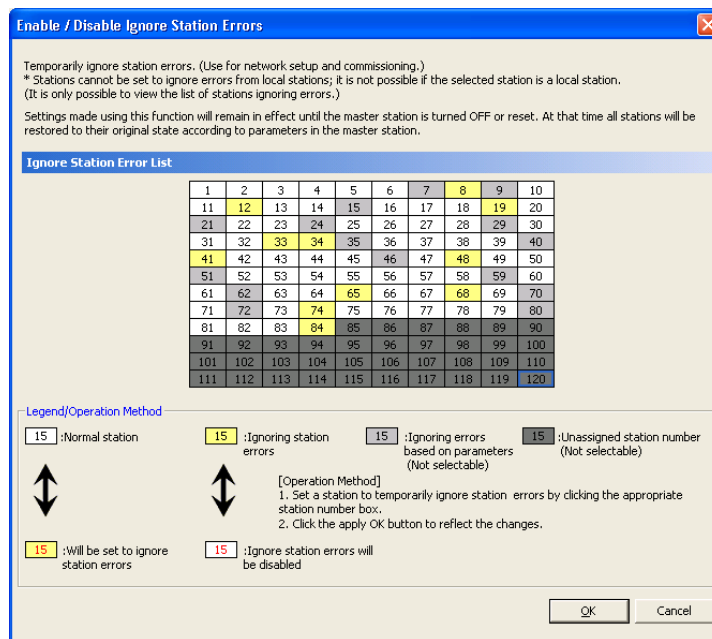 Enable / Disable Ignore Station Errors
Temporarily ignore station errors. (Use for network setup and commissioning.)
* Stations cannot be set to ignore errors from local stations; it is not possible if the selected station is a local station.
(It is only possible to view the list of stations ignoring errors.)
Settings made using this function will remain in effect until the master station is turned OFF or reset. At that time all stations will be
restored to their original state according to parameters in the master station.
Ignore Station Error List
1 2 3 4 5 6 7 8 9 10
11 12 13 14 15 16 17 18 19 20
21 22 23 24 25 26 27 28 29 30
31 32 33 34 35 36 37 38 39 40
41 42 43 44 45 46 47 48 49 50
51 52 53 54 55 56 57 58 59 60
61 62 63 64 65 66 67 68 69 70
71 72 73 74 75 76 77 78 79 80
81 82 83 84 85 86 87 88 89 90
91 92 93 94 95 96 97 98 99 100
101 102 103 104 105 106 107 108 109 110
111 112 113 114 115 116 117 118 119 120
Legend/Operation Method
15 :Normal station
15 :Ignoring station
errors
15 :Ignoring errors
based on parameters
(Not selectable)
15 :Unassigned station number
(Not selectable)
[Operation Method]
1. Set a station to temporarily ignore station errors by clicking the appropriate
station number box.
2. Click the apply OK button to reflect the changes.
15 :Will be set to ignore
station errors
15 :Ignore station errors will
be disabled
OK
Cancel